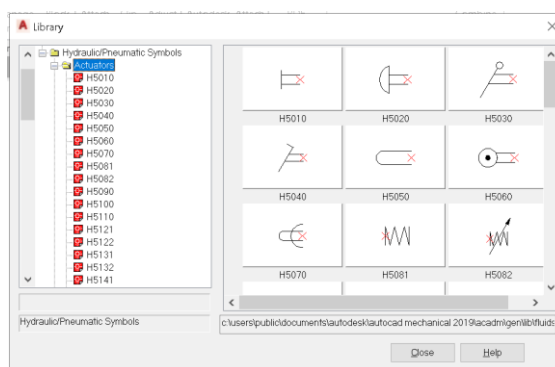 Library
Hydraulic/Pneumatic Symbols
Actuators
H5010
H5020
H5030
H5040
H5050
H5060
H5070
H5081
H5082
H5090
H5100
H5110
H5121
H5122
H5131
H5132
H5141
H5010 H5020 H5030
H5040 H5050 H5060
H5070 H5081 H5082
Hydraulic/Pneumatic Symbols
c:\users\public\documents\autodesk\autocad mechanical 2019\acadm\gen\lib\fluids
Close Help